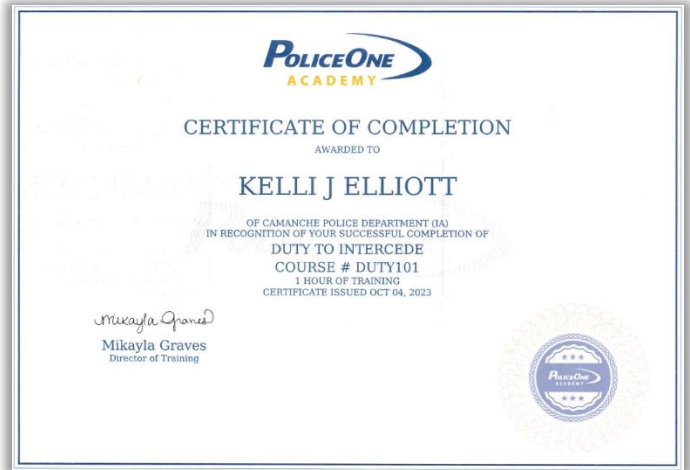 POLICEONE
ACADEMY
CERTIFICATE OF COMPLETION
AWARDED TO
KELLI J ELLIOTT
OF CAMANCHE POLICE DEPARTMENT (IA)
IN RECOGNITION OF YOUR SUCCESSFUL COMPLETION OF
DUTY TO INTERCEDE
COURSE # DUTY101
1 HOUR OF TRAINING
CERTIFICATE ISSUED OCT 04, 2023
Mikayla Graves
Mikayla Graves
Director of Training
POLICEONE
ACADEMY